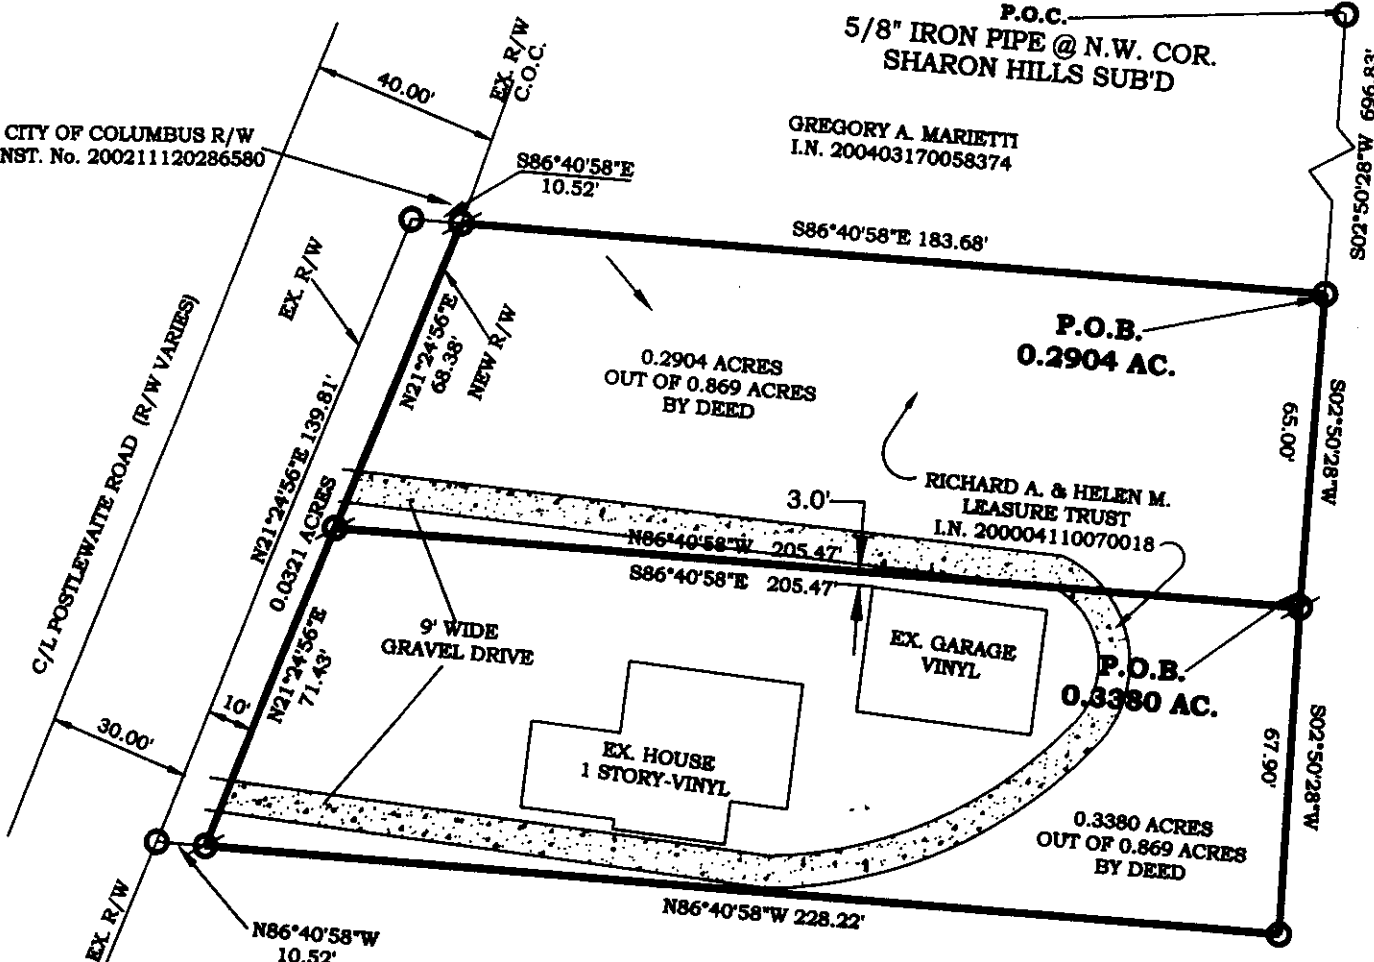 P.O.C.
5/8" IRON PIPE @ N.W. COR.
SHARON HILLS SUB'D
EX. R/W
C.O.C.
40.00'
CITY OF COLUMBUS R/W
NST. No. 200211120286580
GREGORY A. MARIETTI
I.N. 200403170058374
S02°50'28"W 696.83'
S86°40'58"E
10.52'
S86°40'58"E 183.68'
EX. R/W
N21°24'56"E
68.38'
NEW R/W
P.O.B.
0.2904 AC.
0.2904 ACRES
OUT OF 0.869 ACRES
BY DEED
C/L POSTLEWAITE ROAD (R/W VARIES)
N21°24'56"E 139.81'
0.0321 ACRES
65.00'
S02°50'28"W
RICHARD A. & HELEN M.
LEASURE TRUST
I.N. 200004110070018
3.0'
N86°40'58"W 205.47'
S86°40'58"E 205.47'
9' WIDE
GRAVEL DRIVE
EX. GARAGE
VINYL
P.O.B.
0.3380 AC.
N21°24'56"E
71.43'
10'
30.00'
EX. HOUSE
1 STORY-VINYL
67.90'
S02°50'28"W
0.3380 ACRES
OUT OF 0.869 ACRES
BY DEED
N86°40'58"W 228.22'
EX. R/W
N86°40'58"W
10.52'